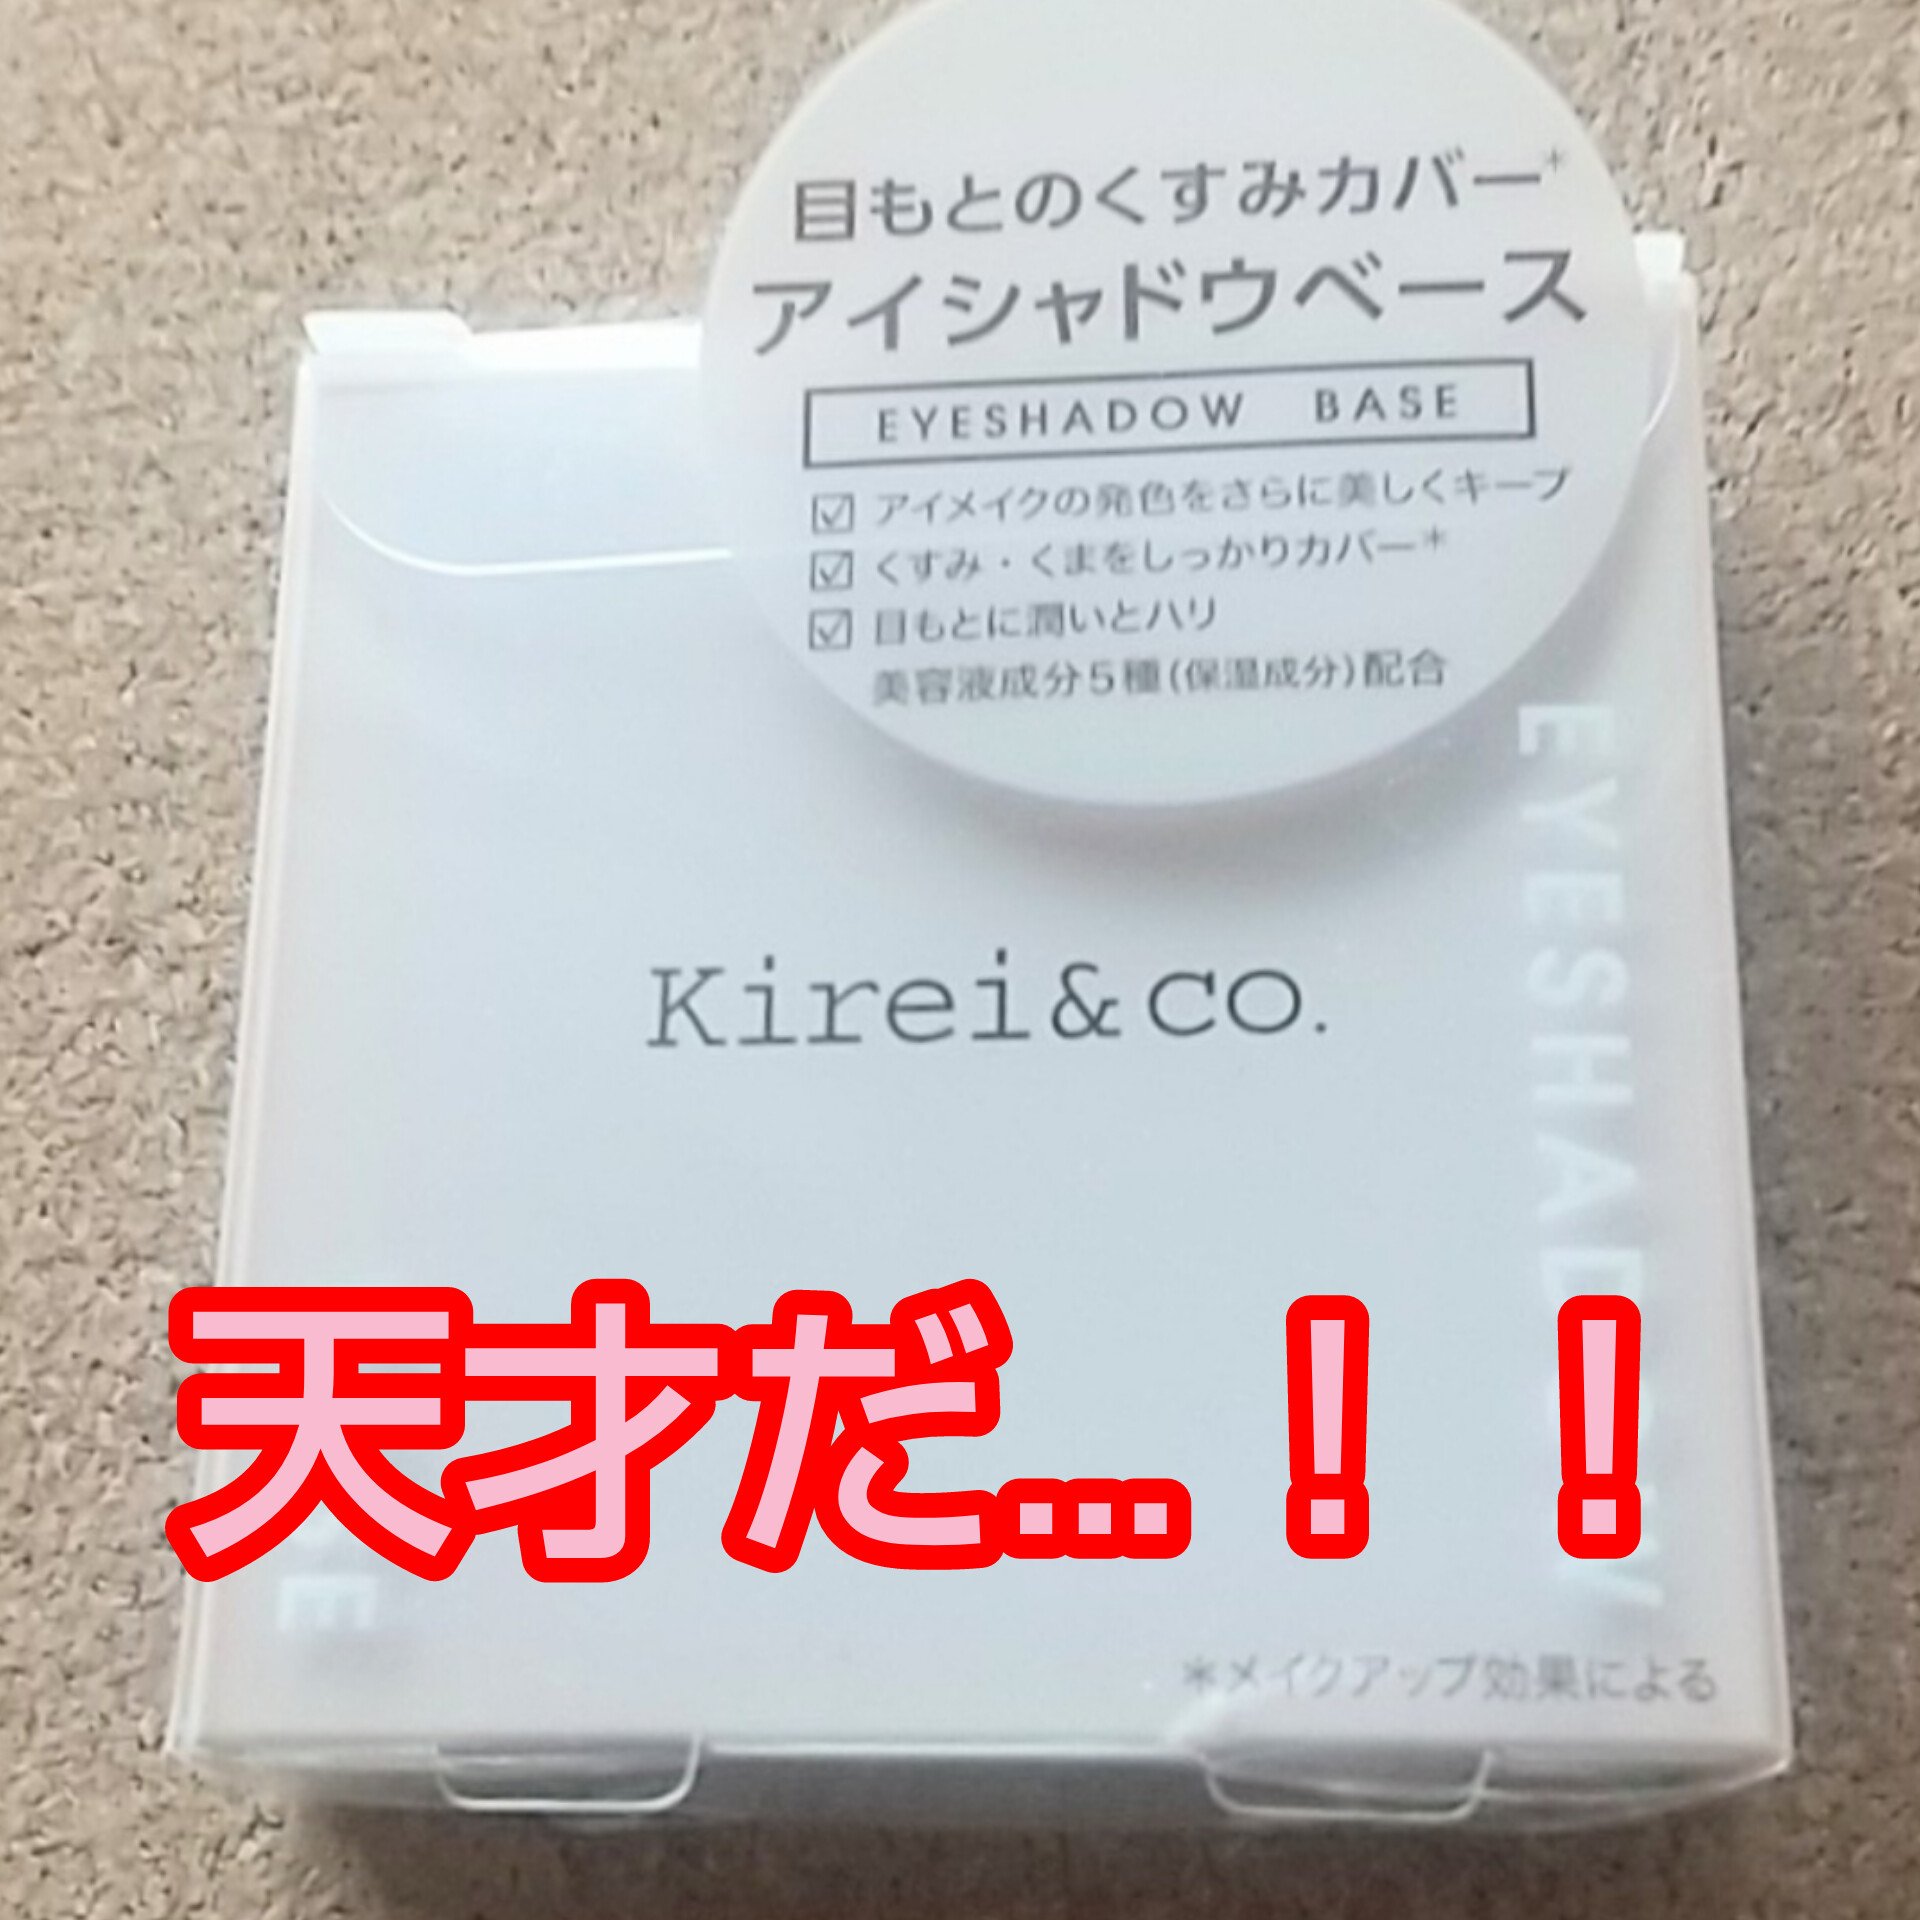 目もとのくすみカバー*
アイシャドウベース
EYESHADOW BASE
☑ アイメイクの発色をさらに美しくキープ
☑ くすみ・くまをしっかりカバー*
☑ 目もとに潤いとハリ
美容液成分5種(保湿成分)配合
Kirei&co.
天才だ...！！
*メイクアップ効果による